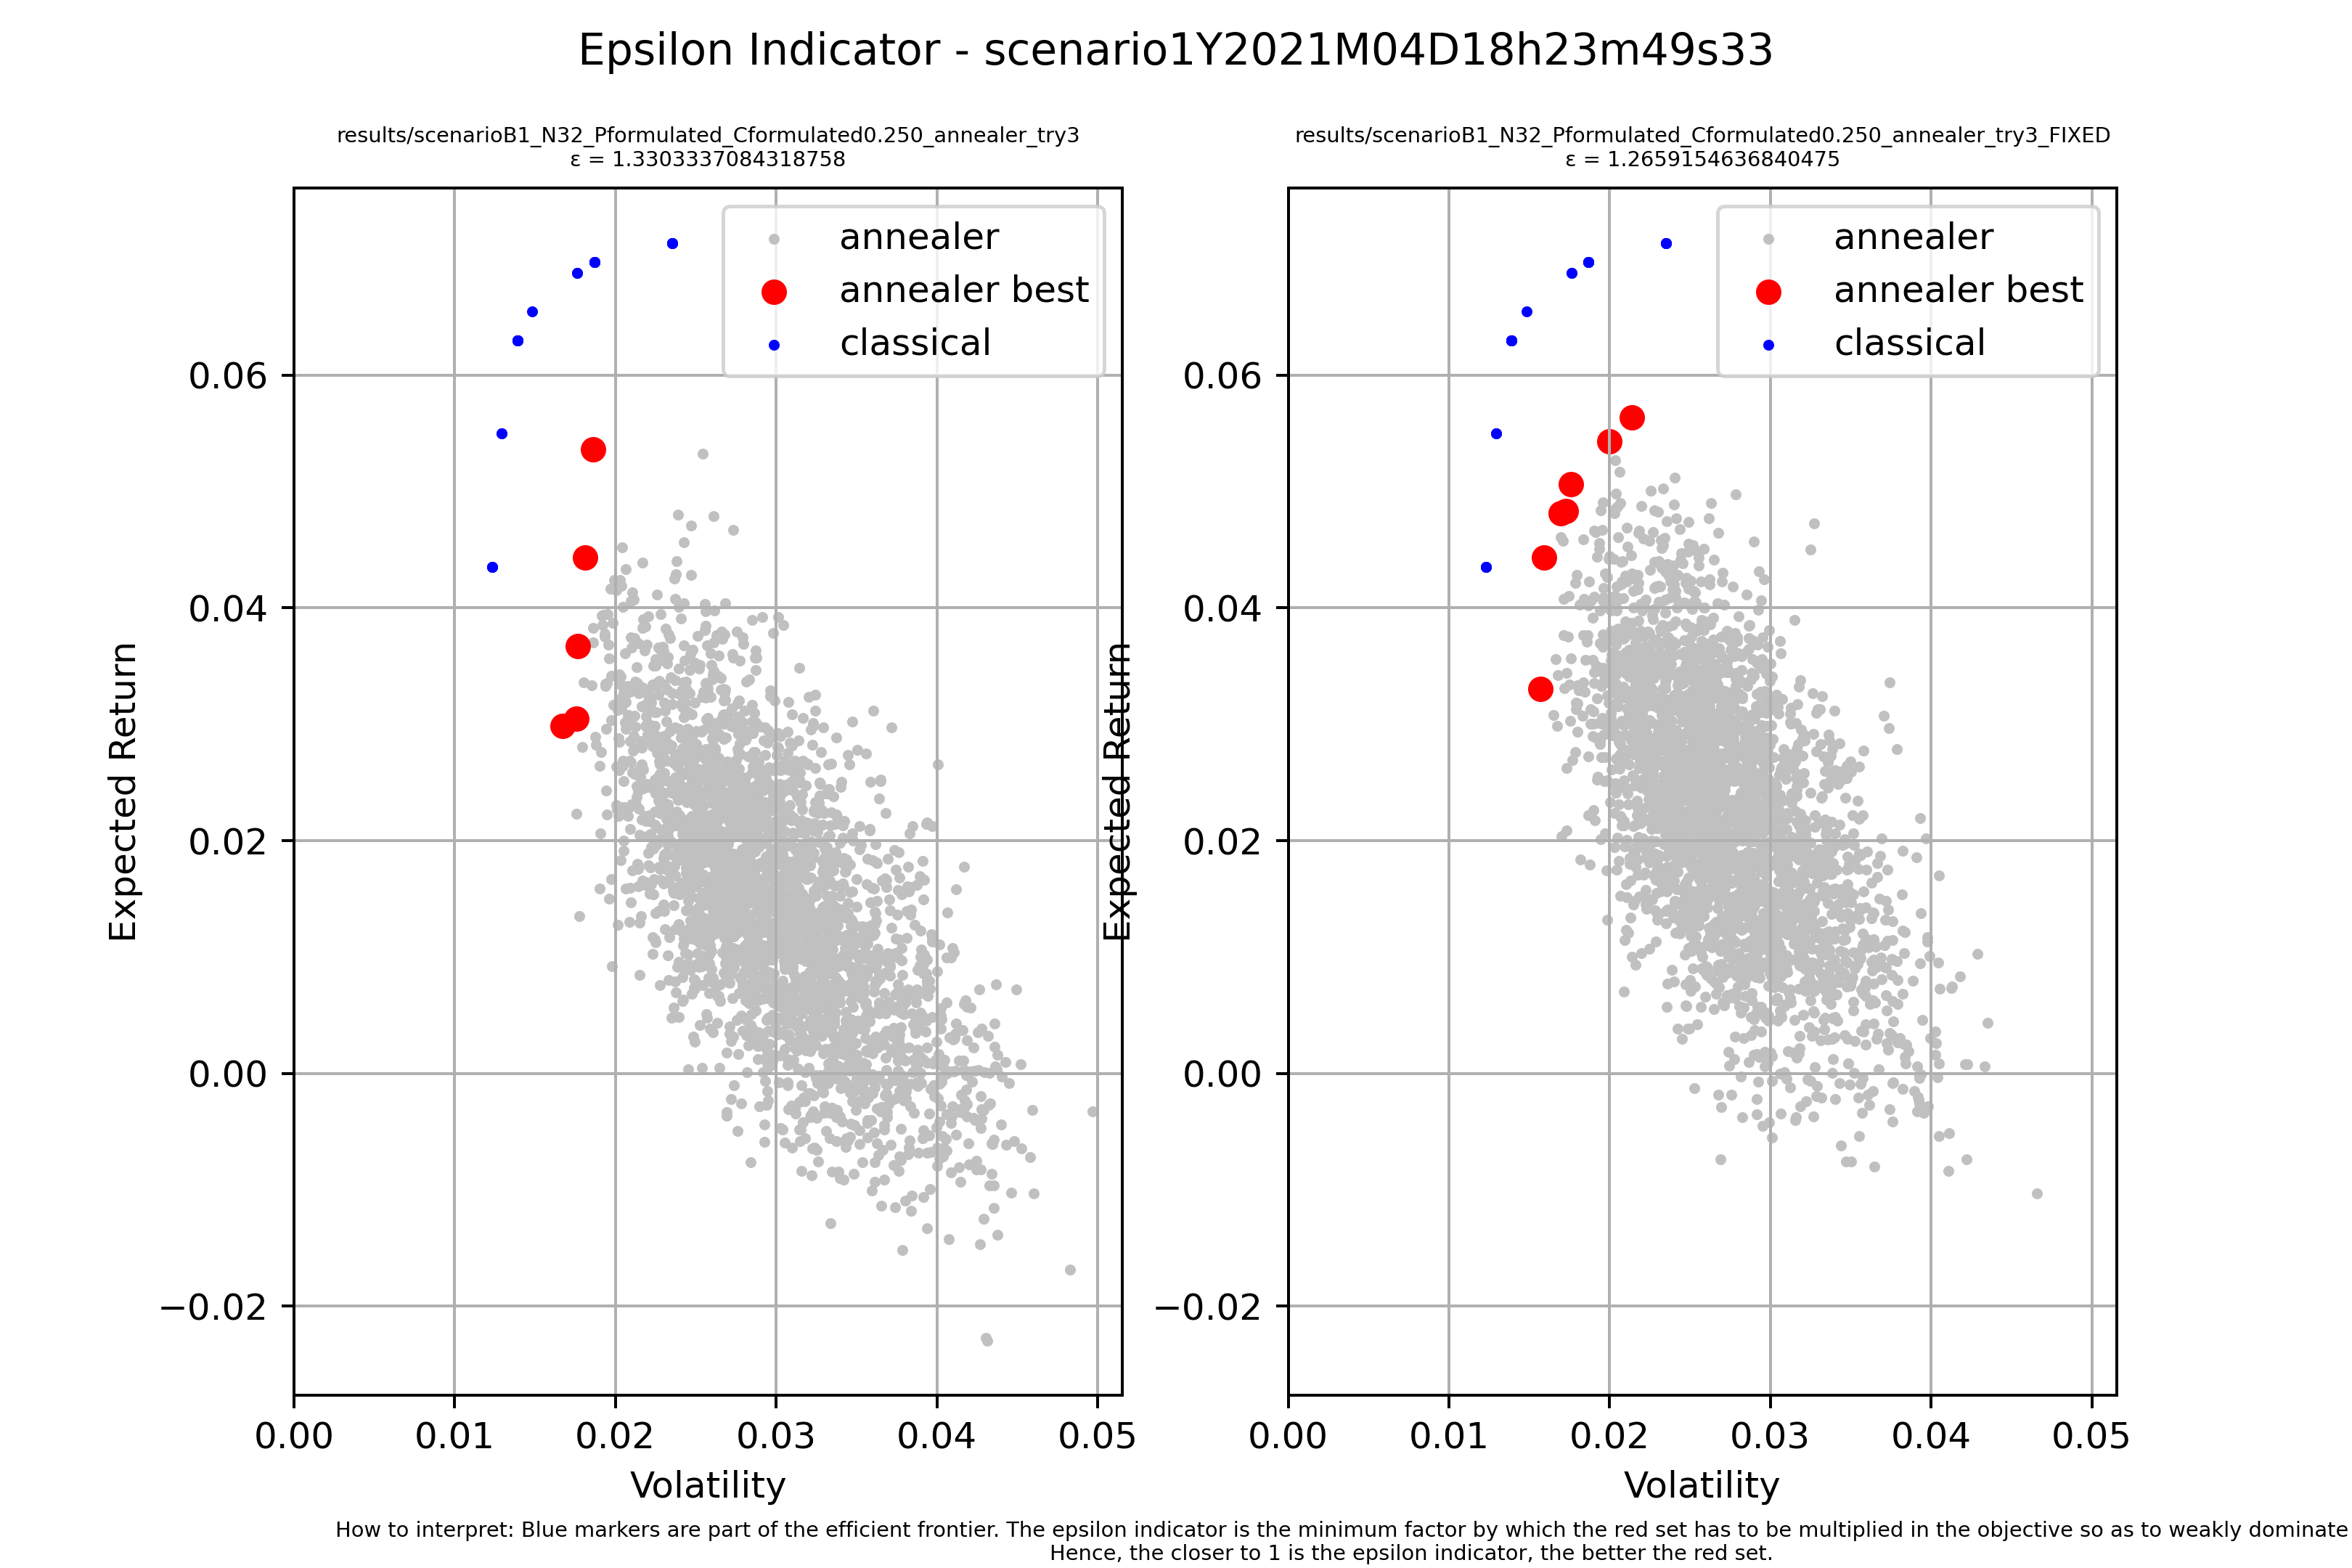 Epsilon Indicator - scenario1Y2021M04D18h23m49s33
results/scenarioB1_N32_Pformulated_Cformulated0.250_annealer_try3
ε = 1.3303337084318758
annealer
annealer best
classical
0.06
0.04
0.02
0.00
−0.02
Expected Return
0.00 0.01 0.02 0.03 0.04 0.05
Volatility
results/scenarioB1_N32_Pformulated_Cformulated0.250_annealer_try3_FIXED
ε = 1.2659154636840475
annealer
annealer best
classical
0.06
0.04
0.02
0.00
−0.02
Expected Return
0.00 0.01 0.02 0.03 0.04 0.05
Volatility
How to interpret: Blue markers are part of the efficient frontier. The epsilon indicator is the minimum factor by which the red set has to be multiplied in the objective so as to weakly dominate
Hence, the closer to 1 is the epsilon indicator, the better the red set.